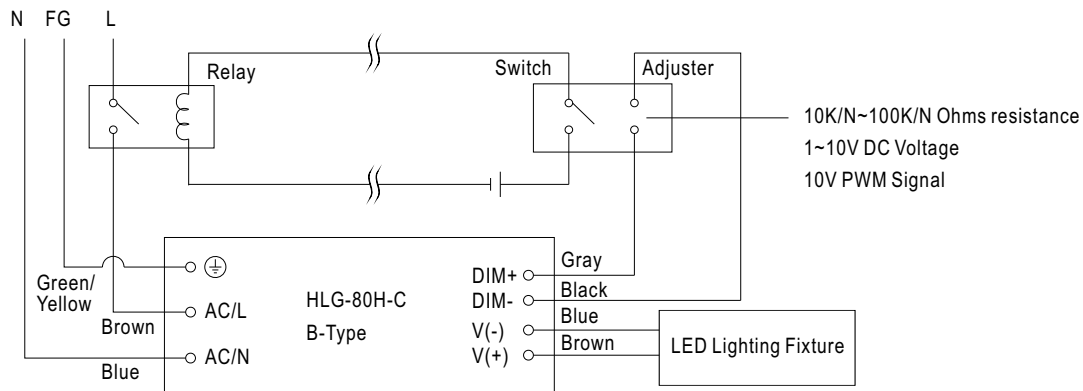 N FG L
Relay
Switch
Adjuster
10K/N~100K/N Ohms resistance
1~10V DC Voltage
10V PWM Signal
Green/
Yellow
Brown
Blue
AC/L
AC/N
HLG-80H-C
B-Type
DIM+
DIM-
V(-)
V(+)
Gray
Black
Blue
Brown
LED Lighting Fixture